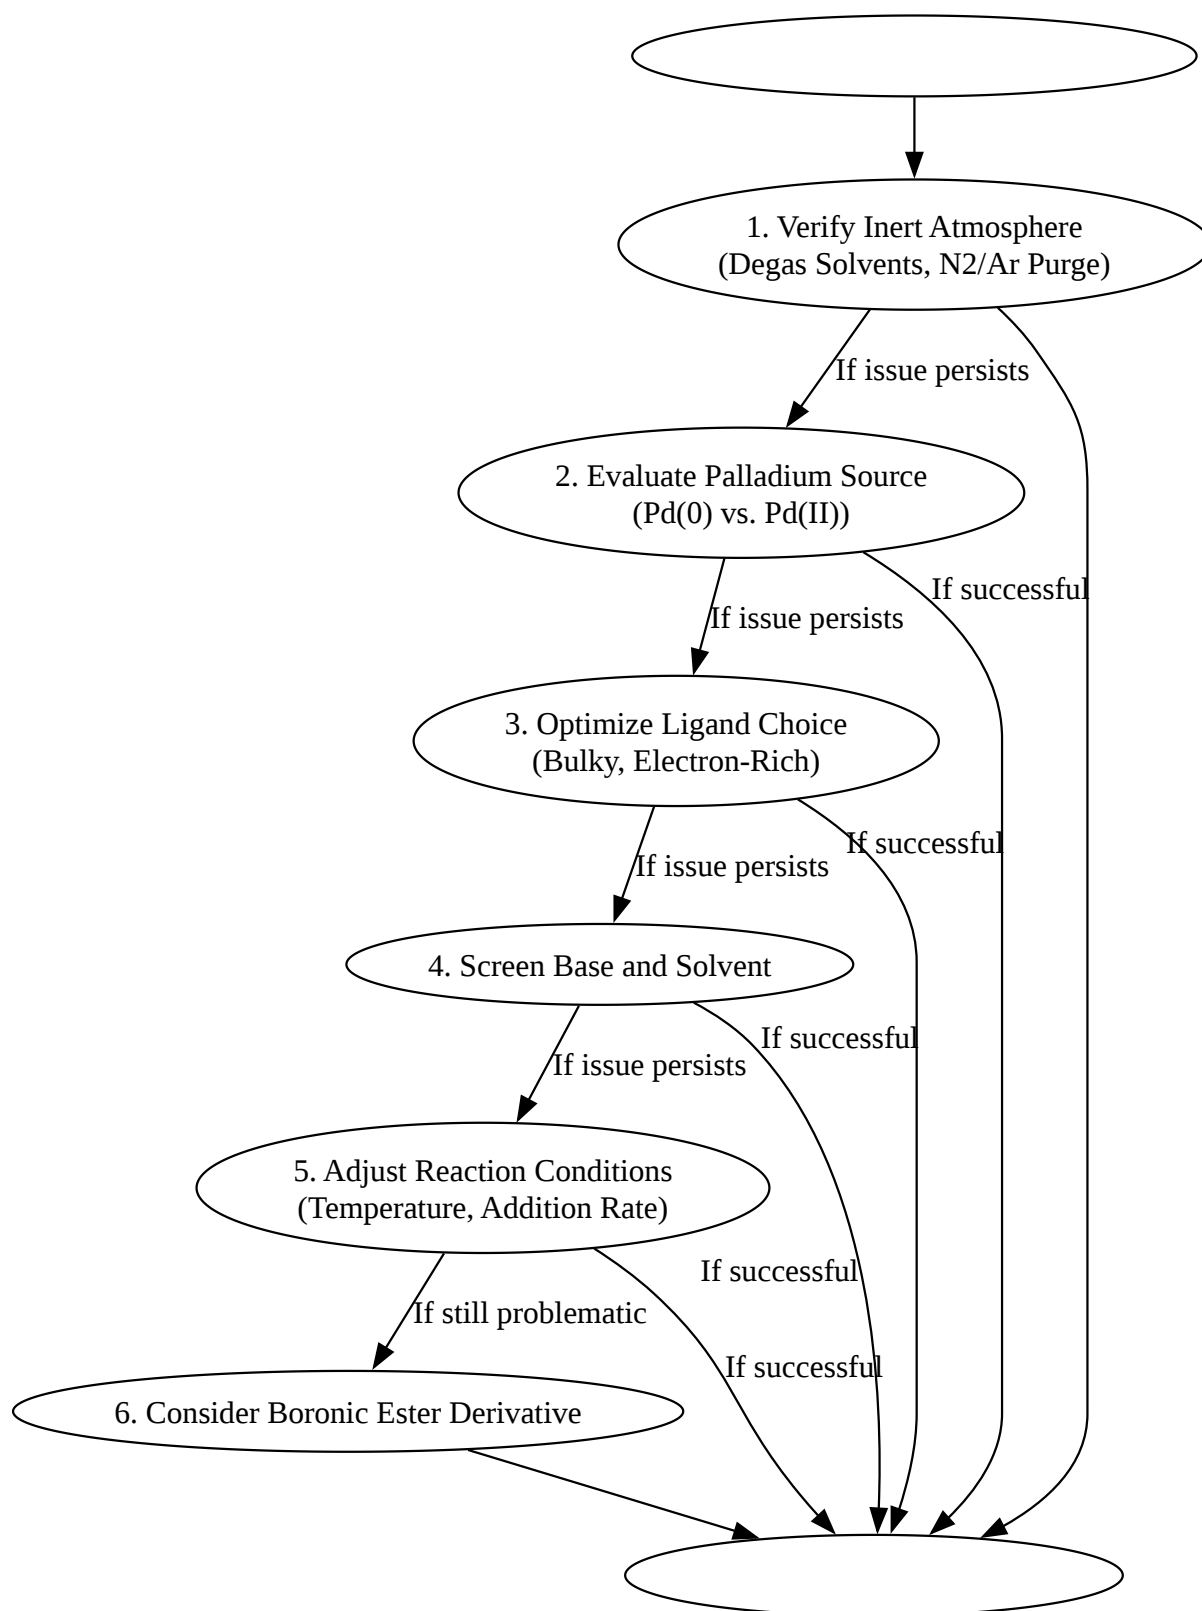 1. Verify Inert Atmosphere
(Degas Solvents, N2/Ar Purge)
If issue persists
2. Evaluate Palladium Source
(Pd(0) vs. Pd(II))
If successful
If issue persists
3. Optimize Ligand Choice
(Bulky, Electron-Rich)
If successful
If issue persists
4. Screen Base and Solvent
If successful
If issue persists
5. Adjust Reaction Conditions
(Temperature, Addition Rate)
If successful
If still problematic
If successful
6. Consider Boronic Ester Derivative